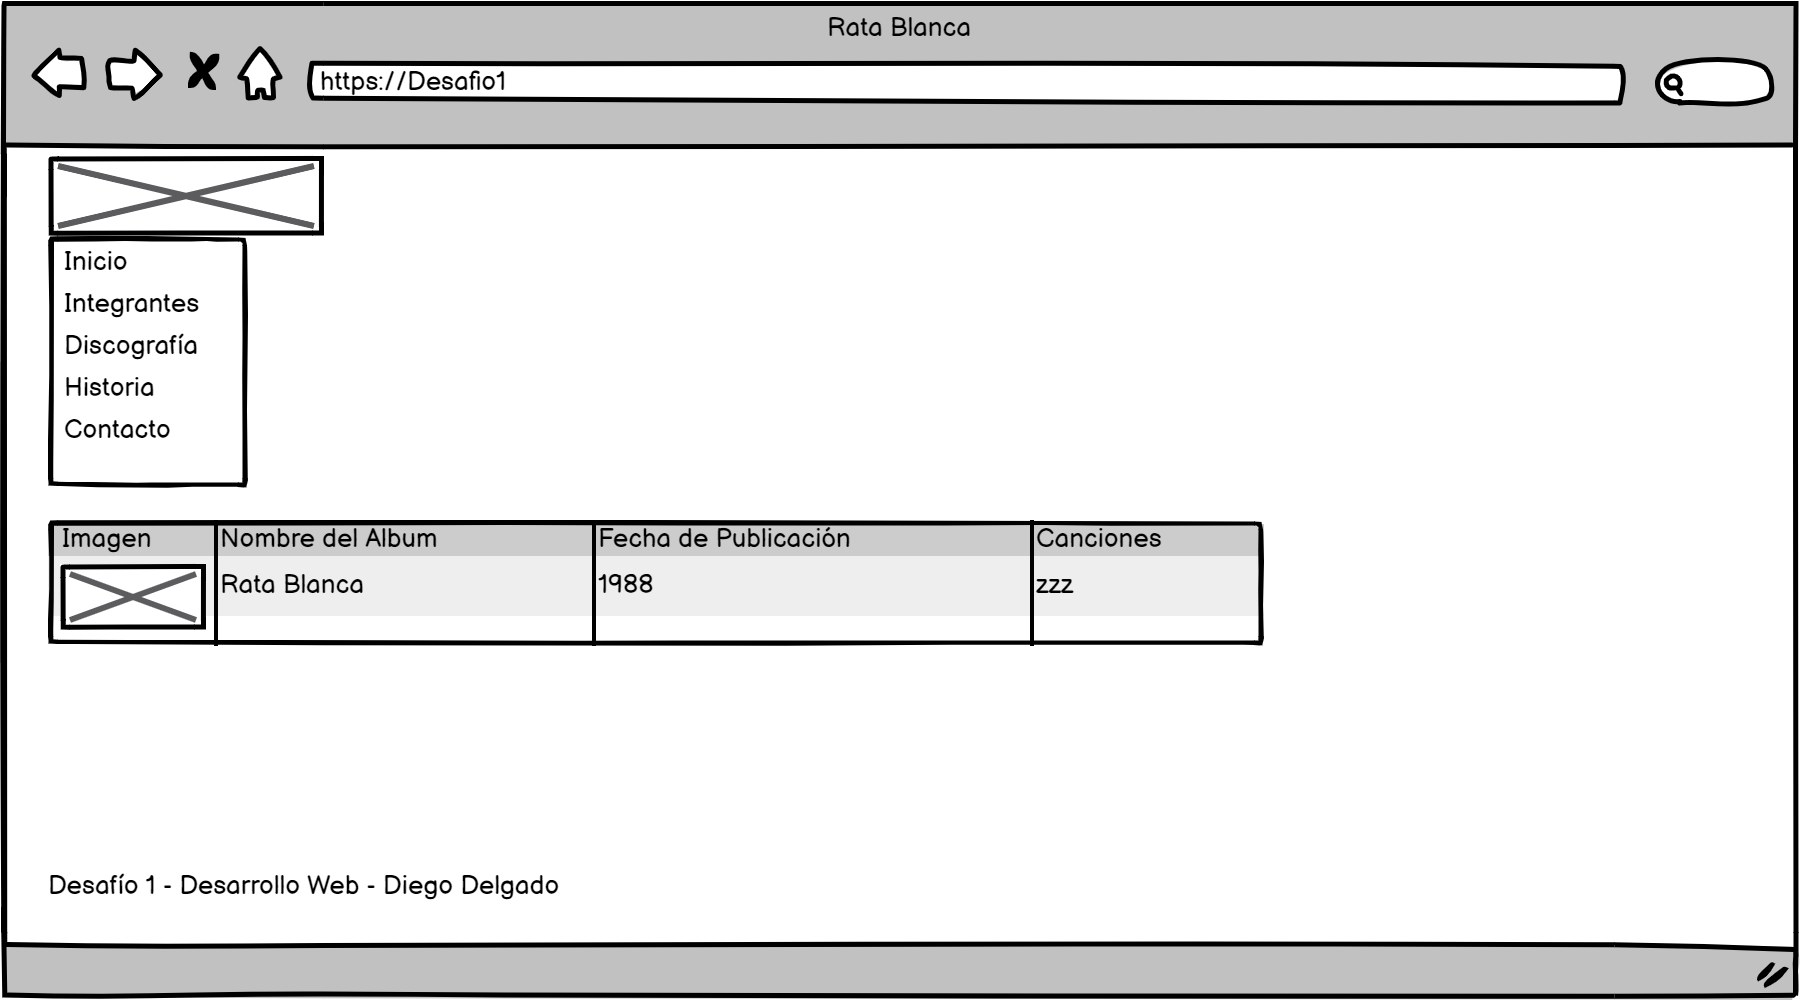 Rata Blanca
https://Desafio1
Inicio
Integrantes
Discografía
Historia
Contacto
Imagen Nombre del Album Fecha de Publicación Canciones
Rata Blanca 1988 zzz
Desafío 1 - Desarrollo Web - Diego Delgado